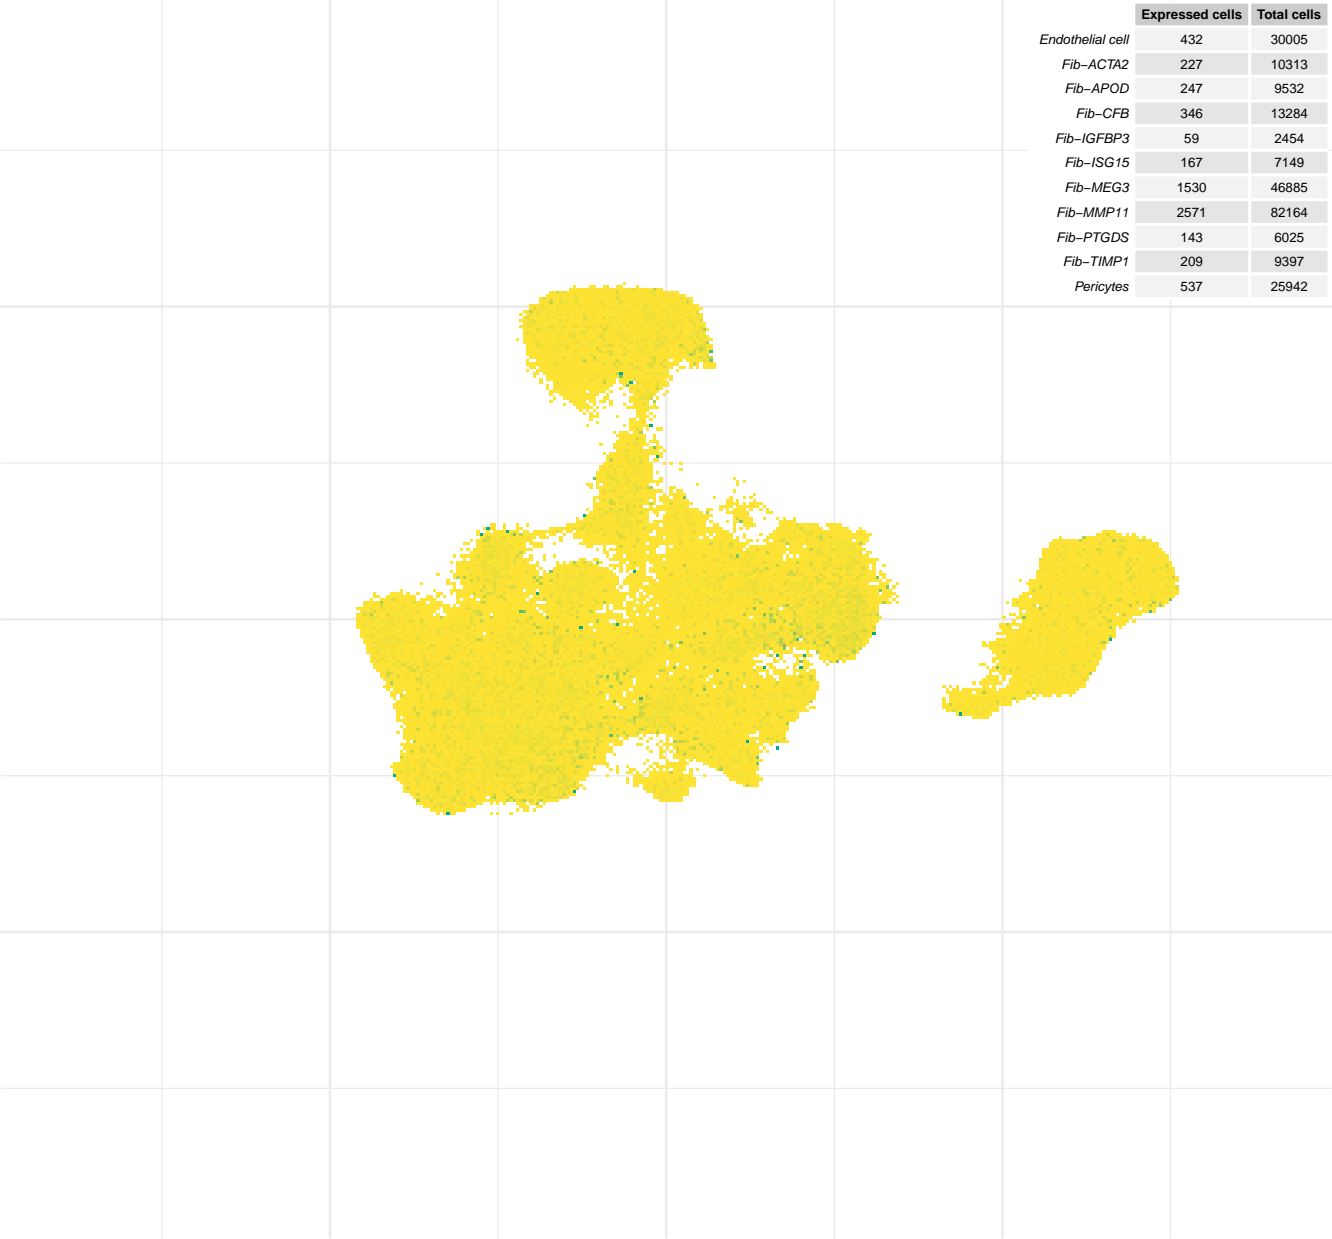 Expressed cells Total cells
Endothelial cell 432 30005
Fib−ACTA2 227 10313
Fib−APOD 247 9532
Fib−CFB 346 13284
Fib−IGFBP3 59 2454
Fib−ISG15 167 7149
Fib−MEG3 1530 46885
Fib−MMP11 2571 82164
Fib−PTGDS 143 6025
Fib−TIMP1 209 9397
Pericytes 537 25942